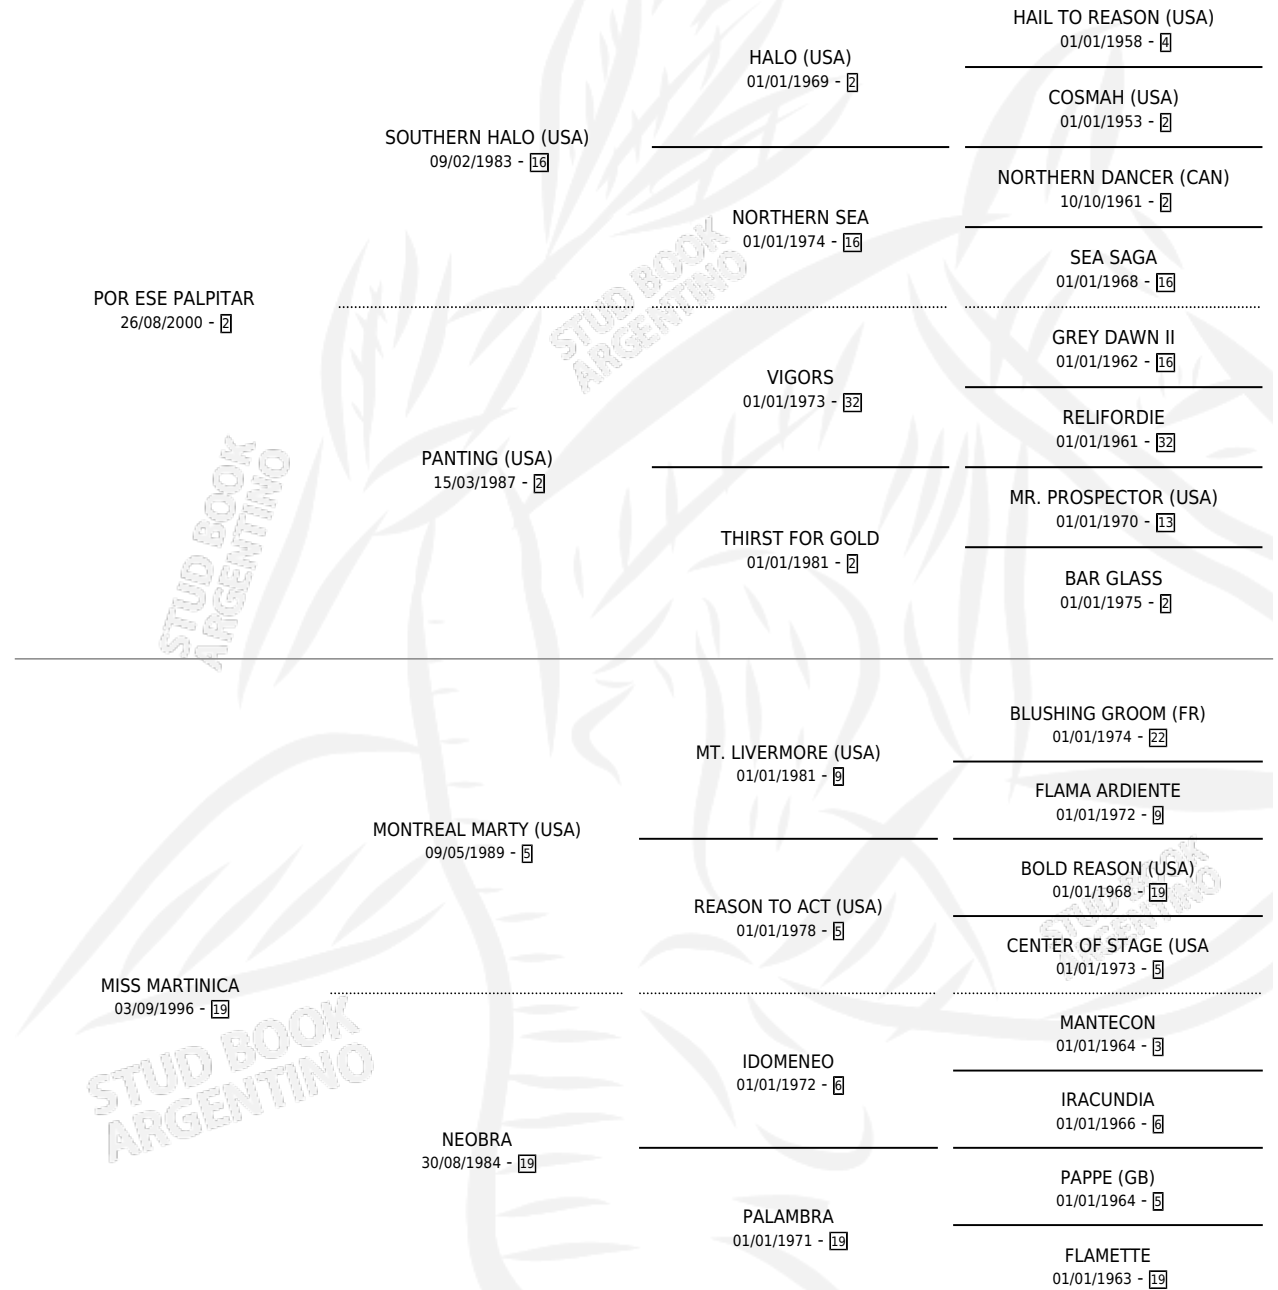 HAIL TO REASON (USA)
01/01/1958 - 4
HALO (USA)
01/01/1969 - 2
COSMAH (USA)
01/01/1953 - 2
SOUTHERN HALO (USA)
09/02/1983 - 16
NORTHERN DANCER (CAN)
10/10/1961 - 2
NORTHERN SEA
01/01/1974 - 16
SEA SAGA
01/01/1968 - 16
POR ESE PALPITAR
26/08/2000 - 2
STUD BOOK
ARGENTINO
GREY DAWN II
01/01/1962 - 16
VIGORS
01/01/1973 - 32
RELIFORDIE
01/01/1961 - 32
PANTING (USA)
15/03/1987 - 2
MR. PROSPECTOR (USA)
01/01/1970 - 13
THIRST FOR GOLD
01/01/1981 - 2
BAR GLASS
01/01/1975 - 2
STUD BOOK
ARGENTINO
BLUSHING GROOM (FR)
01/01/1974 - 22
MT. LIVERMORE (USA)
01/01/1981 - 9
FLAMA ARDIENTE
01/01/1972 - 9
MONTREAL MARTY (USA)
09/05/1989 - 5
BOLD REASON (USA)
01/01/1968 - 19
REASON TO ACT (USA)
01/01/1978 - 5
STUD BOOK
ARGENTINO
CENTER OF STAGE (USA
01/01/1973 - 5
MISS MARTINICA
03/09/1996 - 19
MANTECON
01/01/1964 - 3
IDOMENEO
01/01/1972 - 6
STUD BOOK
ARGENTINO
IRACUNDIA
01/01/1966 - 6
NEOBRA
30/08/1984 - 19
PAPPE (GB)
01/01/1964 - 5
PALAMBRA
01/01/1971 - 19
FLAMETTE
01/01/1963 - 19